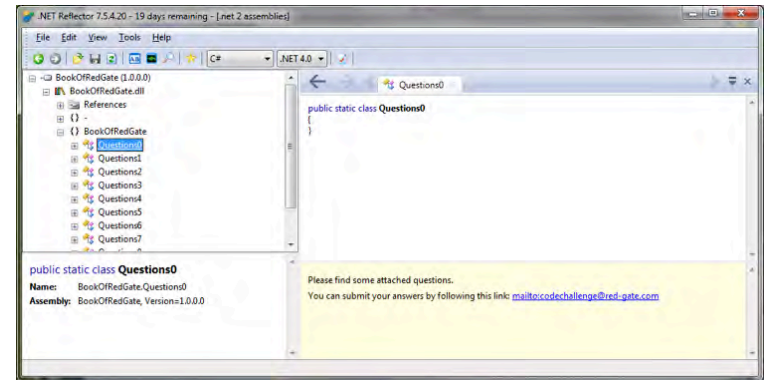 .NET Reflector 7.5.4.20 - 19 days remaining - [.net 2 assemblies]
File Edit View Tools Help
C# .NET 4.0
BookOfRedGate (1.0.0.0)
BookOfRedGate.dll
References
{} -
{} BookOfRedGate
Questions0
Questions1
Questions2
Questions3
Questions4
Questions5
Questions6
Questions7
Questions0
public static class Questions0
{
}
public static class Questions0
Name: BookOfRedGate.Questions0
Assembly: BookOfRedGate, Version=1.0.0.0
Please find some attached questions.
You can submit your answers by following this link: mailto:codechallenge@red-gate.com